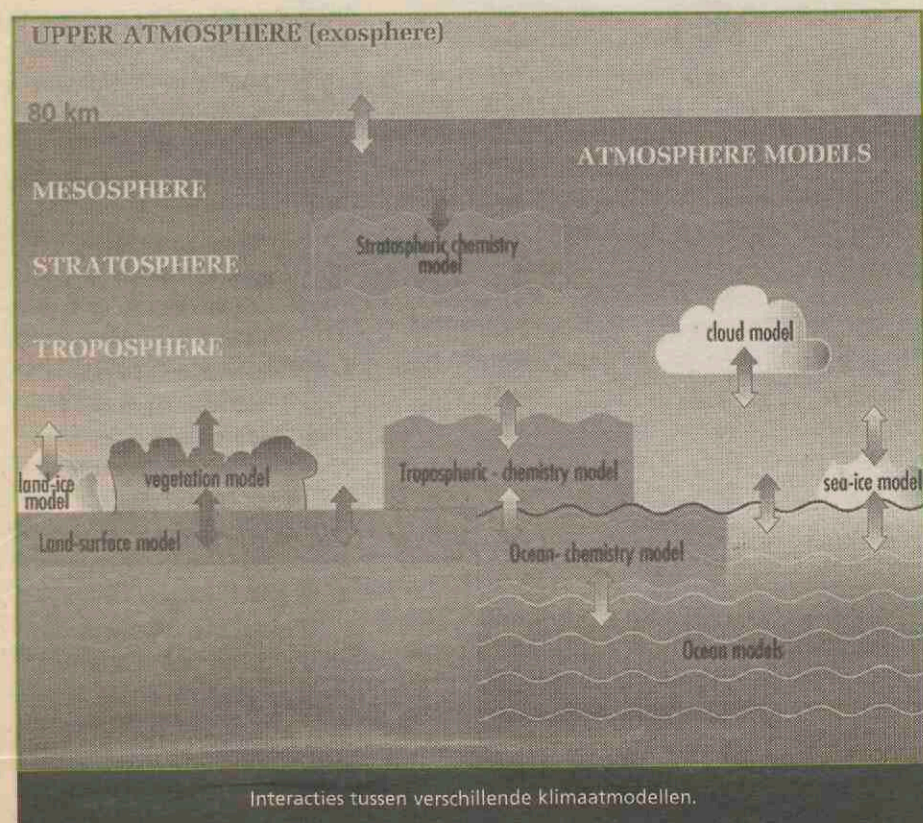 UPPER ATMOSPHERE (exosphere)
80 km
ATMOSPHERE MODELS
MESOSPHERE
Stratospheric chemistry
model
STRATOSPHERE
cloud model
TROPOSPHERE
land-ice
model
vegetation model
Tropospheric - chemistry model
sea-ice model
Land-surface model
Ocean- chemistry model
Ocean models
Interacties tussen verschillende klimaatmodellen.